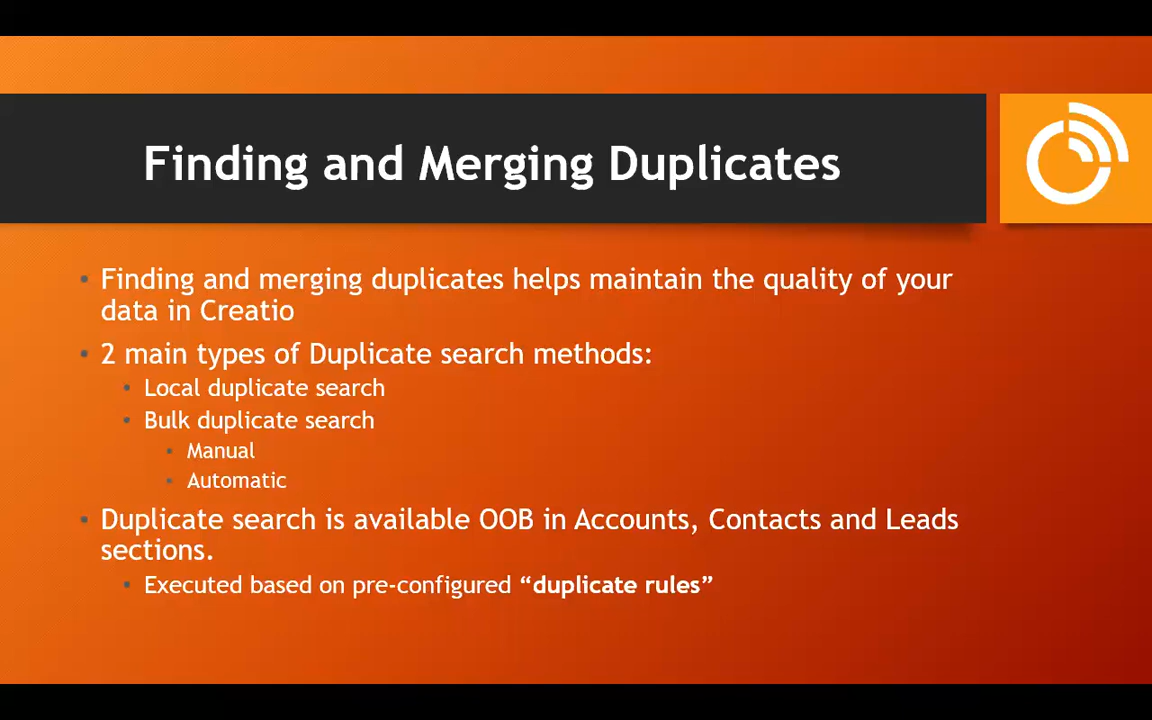 Finding and Merging Duplicates
• Finding and merging duplicates helps maintain the quality of your
data in Creatio
• 2 main types of Duplicate search methods:
• Local duplicate search
• Bulk duplicate search
• Manual
• Automatic
• Duplicate search is available OOB in Accounts, Contacts and Leads
sections.
• Executed based on pre-configured “duplicate rules”